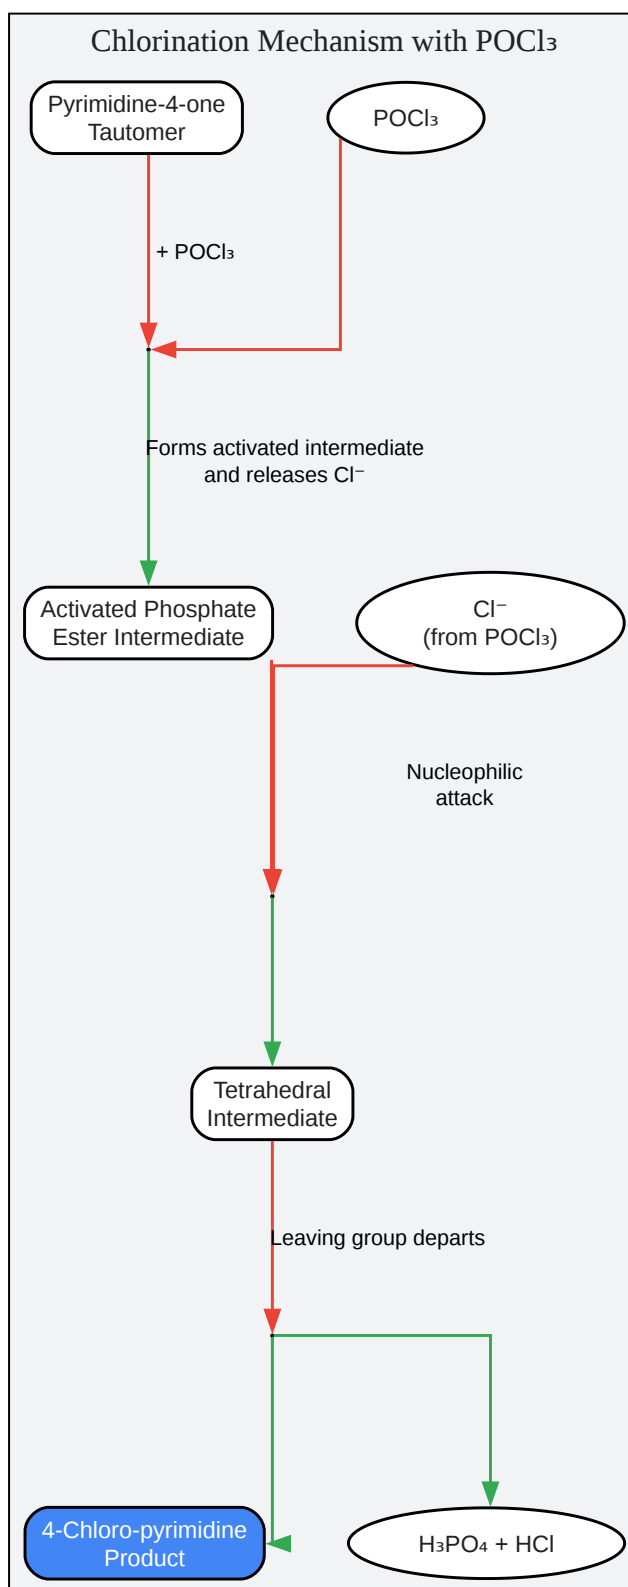 Chlorination Mechanism with POCl₃
Pyrimidine-4-one
Tautomer
POCl₃
+ POCl₃
Forms activated intermediate
and releases Cl⁻
Activated Phosphate
Ester Intermediate
Cl⁻
(from POCl₃)
Nucleophilic
attack
Tetrahedral
Intermediate
Leaving group departs
4-Chloro-pyrimidine
Product
H₃PO₄ + HCl